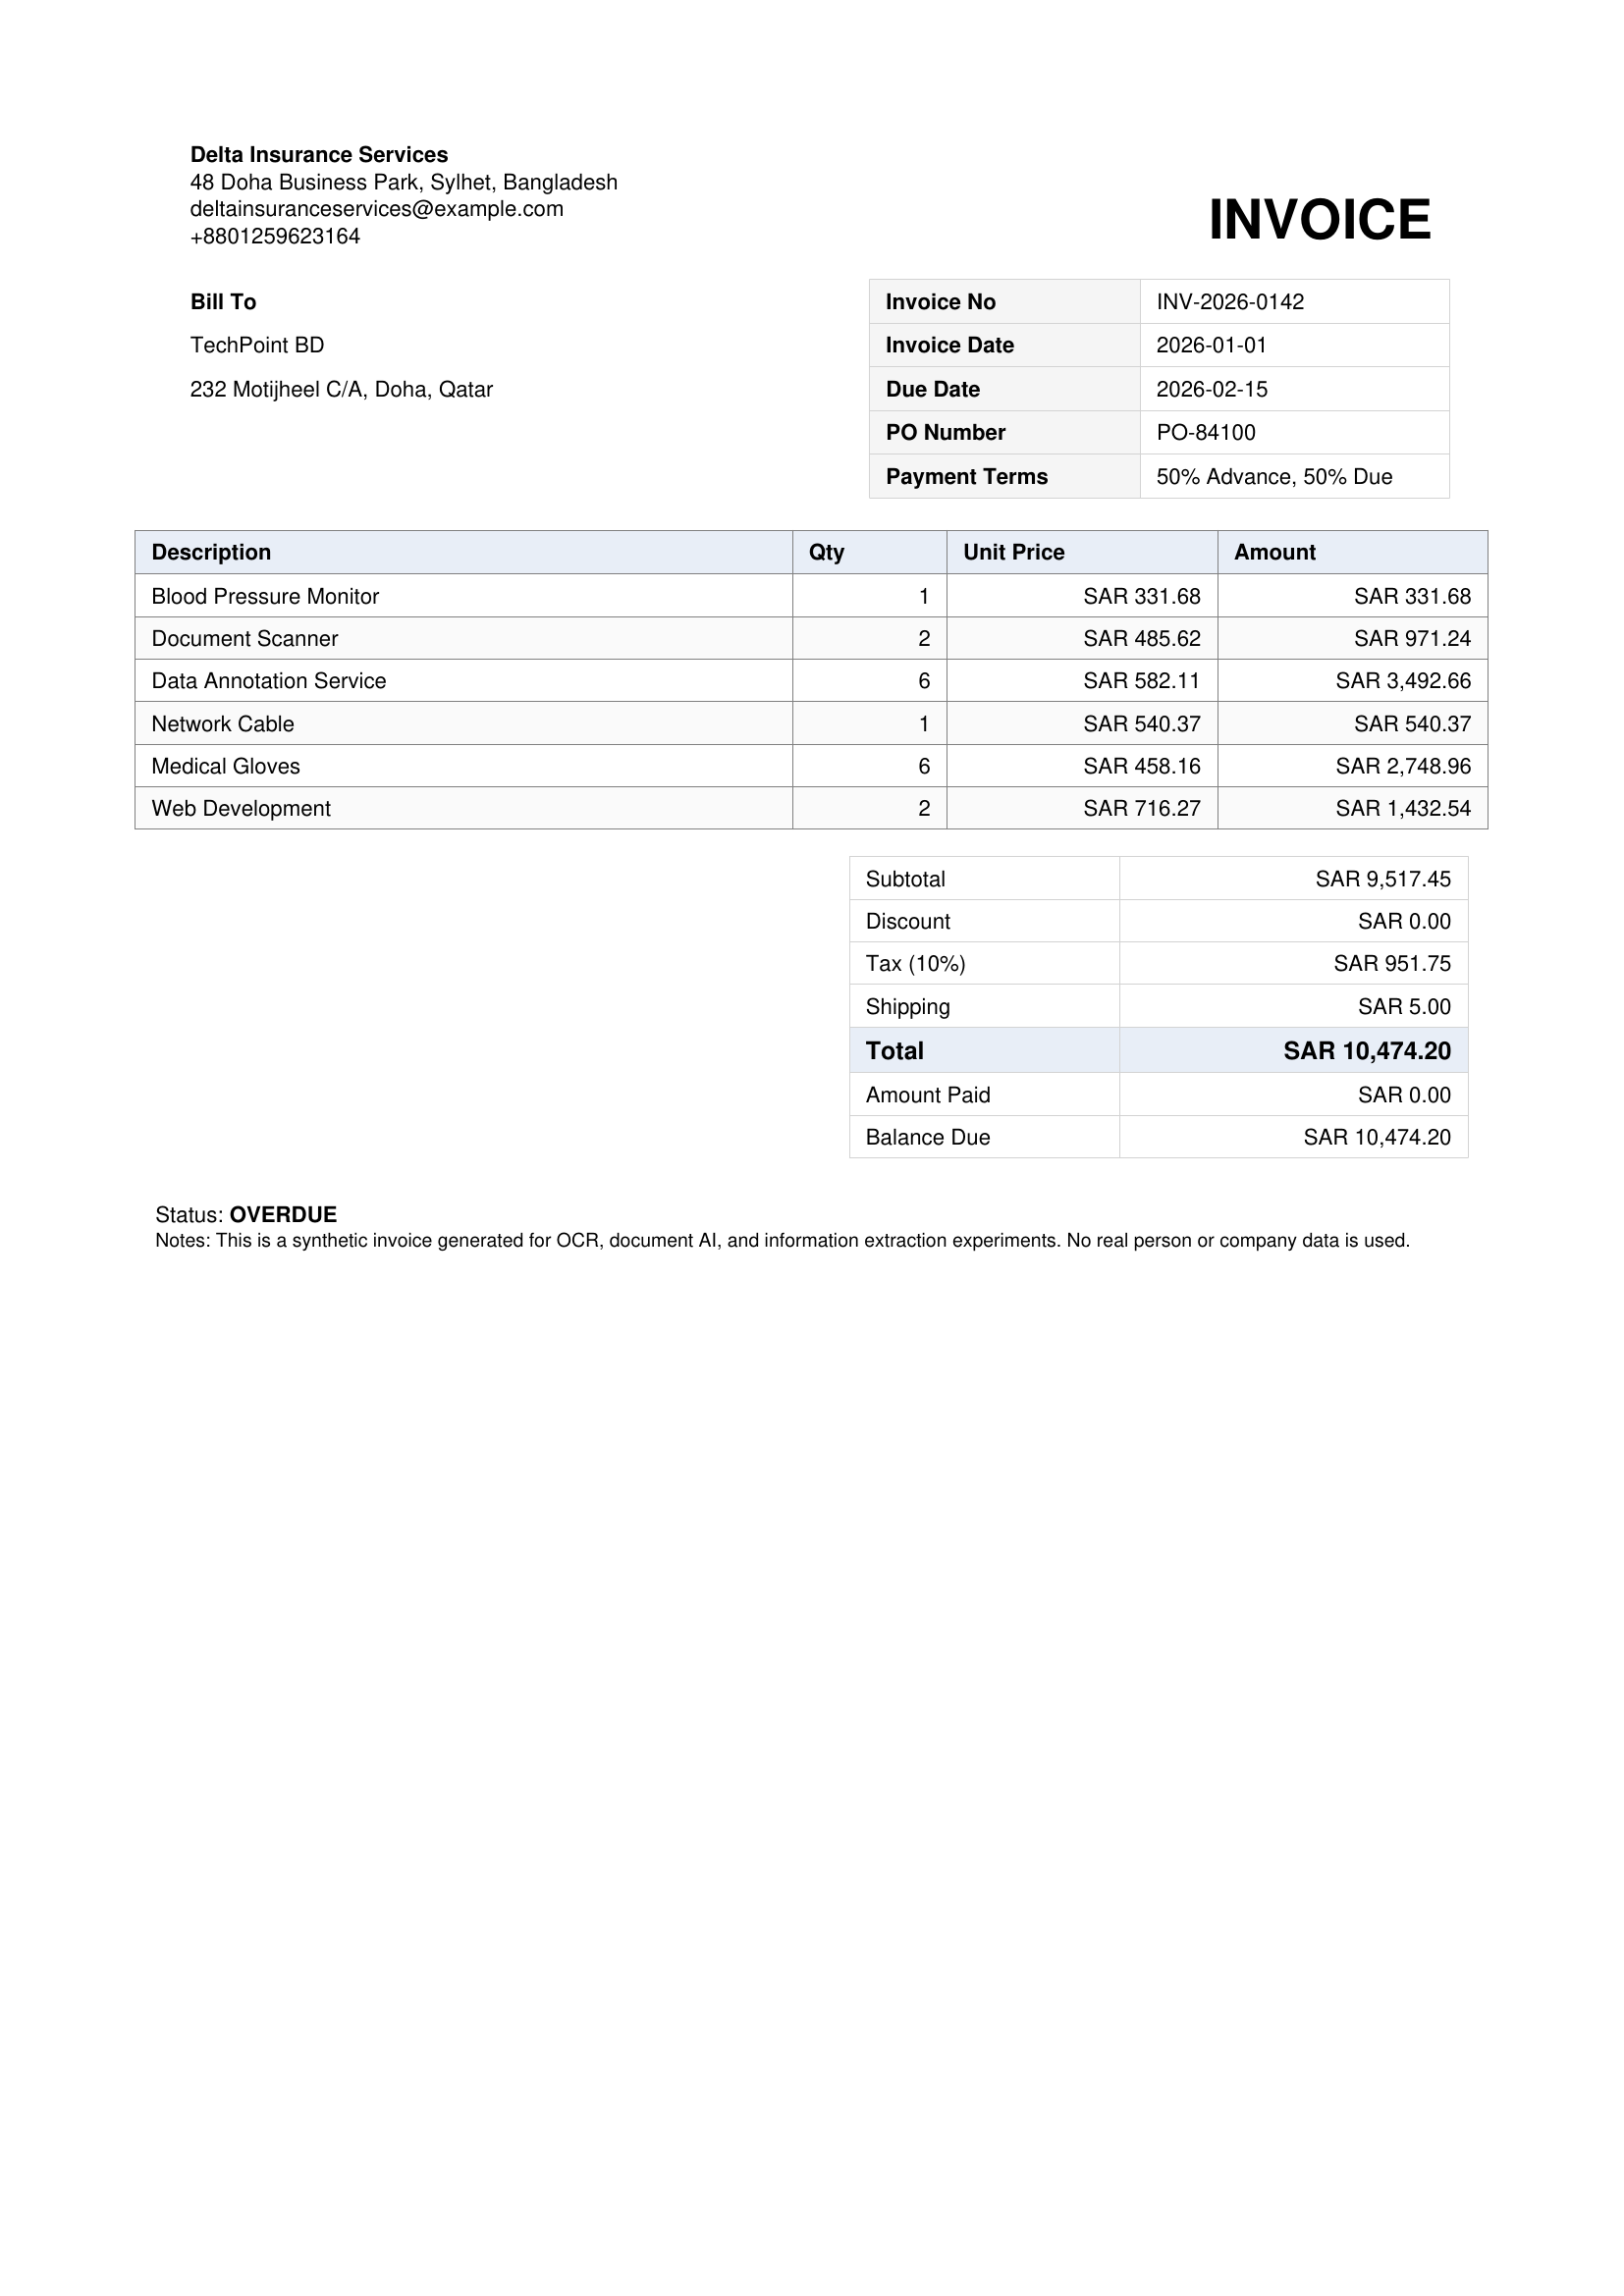 Delta Insurance Services
48 Doha Business Park, Sylhet, Bangladesh
deltainsuranceservices@example.com
+8801259623164
INVOICE
Bill To
TechPoint BD
232 Motijheel C/A, Doha, Qatar
Invoice No INV-2026-0142
Invoice Date 2026-01-01
Due Date 2026-02-15
PO Number PO-84100
Payment Terms 50% Advance, 50% Due
Description Qty Unit Price Amount
Blood Pressure Monitor 1 SAR 331.68 SAR 331.68
Document Scanner 2 SAR 485.62 SAR 971.24
Data Annotation Service 6 SAR 582.11 SAR 3,492.66
Network Cable 1 SAR 540.37 SAR 540.37
Medical Gloves 6 SAR 458.16 SAR 2,748.96
Web Development 2 SAR 716.27 SAR 1,432.54
Subtotal SAR 9,517.45
Discount SAR 0.00
Tax (10%) SAR 951.75
Shipping SAR 5.00
Total SAR 10,474.20
Amount Paid SAR 0.00
Balance Due SAR 10,474.20
Status: OVERDUE
Notes: This is a synthetic invoice generated for OCR, document AI, and information extraction experiments. No real person or company data is used.